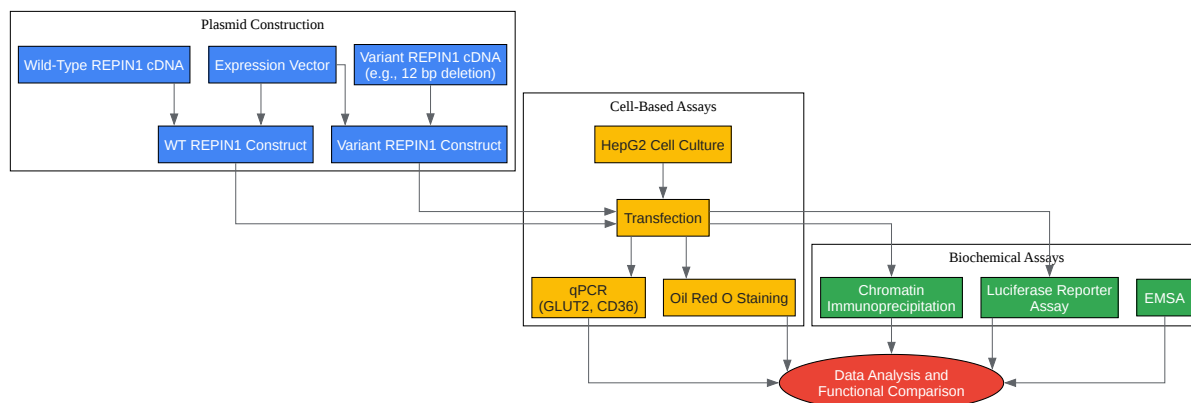 Plasmid Construction
Wild-Type REPIN1 cDNA
Expression Vector
Variant REPIN1 cDNA
(e.g., 12 bp deletion)
WT REPIN1 Construct
Variant REPIN1 Construct
Cell-Based Assays
HepG2 Cell Culture
Transfection
qPCR
(GLUT2, CD36)
Oil Red O Staining
Biochemical Assays
Chromatin
Immunoprecipitation
Luciferase Reporter
Assay
EMSA
Data Analysis and
Functional Comparison